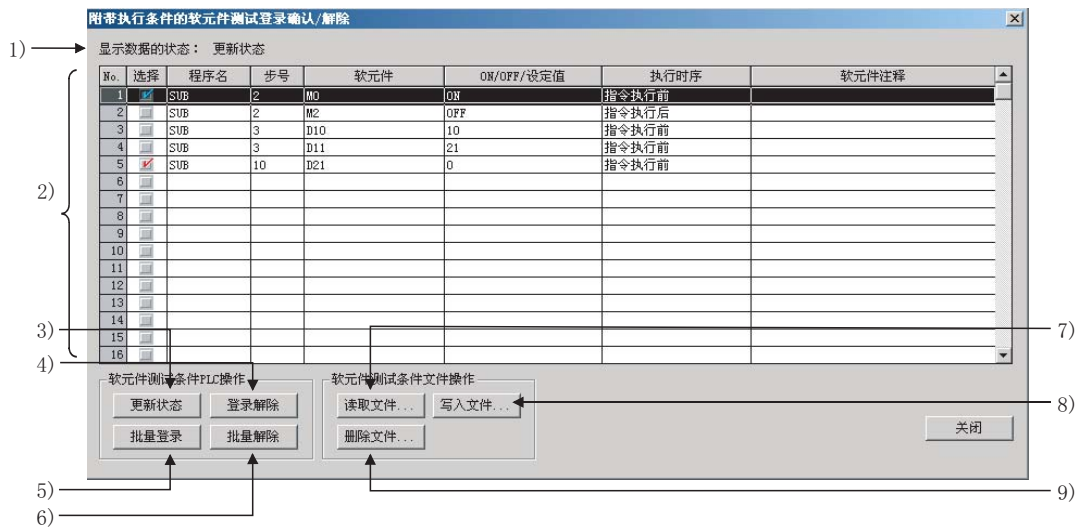 附带执行条件的软元件测试登录确认/解除
1)
显示数据的状态： 更新状态
No. 选择 程序名 步号 软元件 ON/OFF/设定值 执行时序 软元件注释
1 SUB 2 M0 ON 指令执行前
2 SUB 2 M2 OFF 指令执行后
3 SUB 3 D10 10 指令执行前
4 SUB 3 D11 21 指令执行前
5 SUB 10 D21 0 指令执行前
6
2)
7
8
9
10
11
12
13
14
3)
15
7)
16
4)
软元件测试条件PLC操作 软元件测试条件文件操作
更新状态 登录解除 读取文件... 写入文件...
8)
批量登录 批量解除 删除文件... 关闭
5)
9)
6)